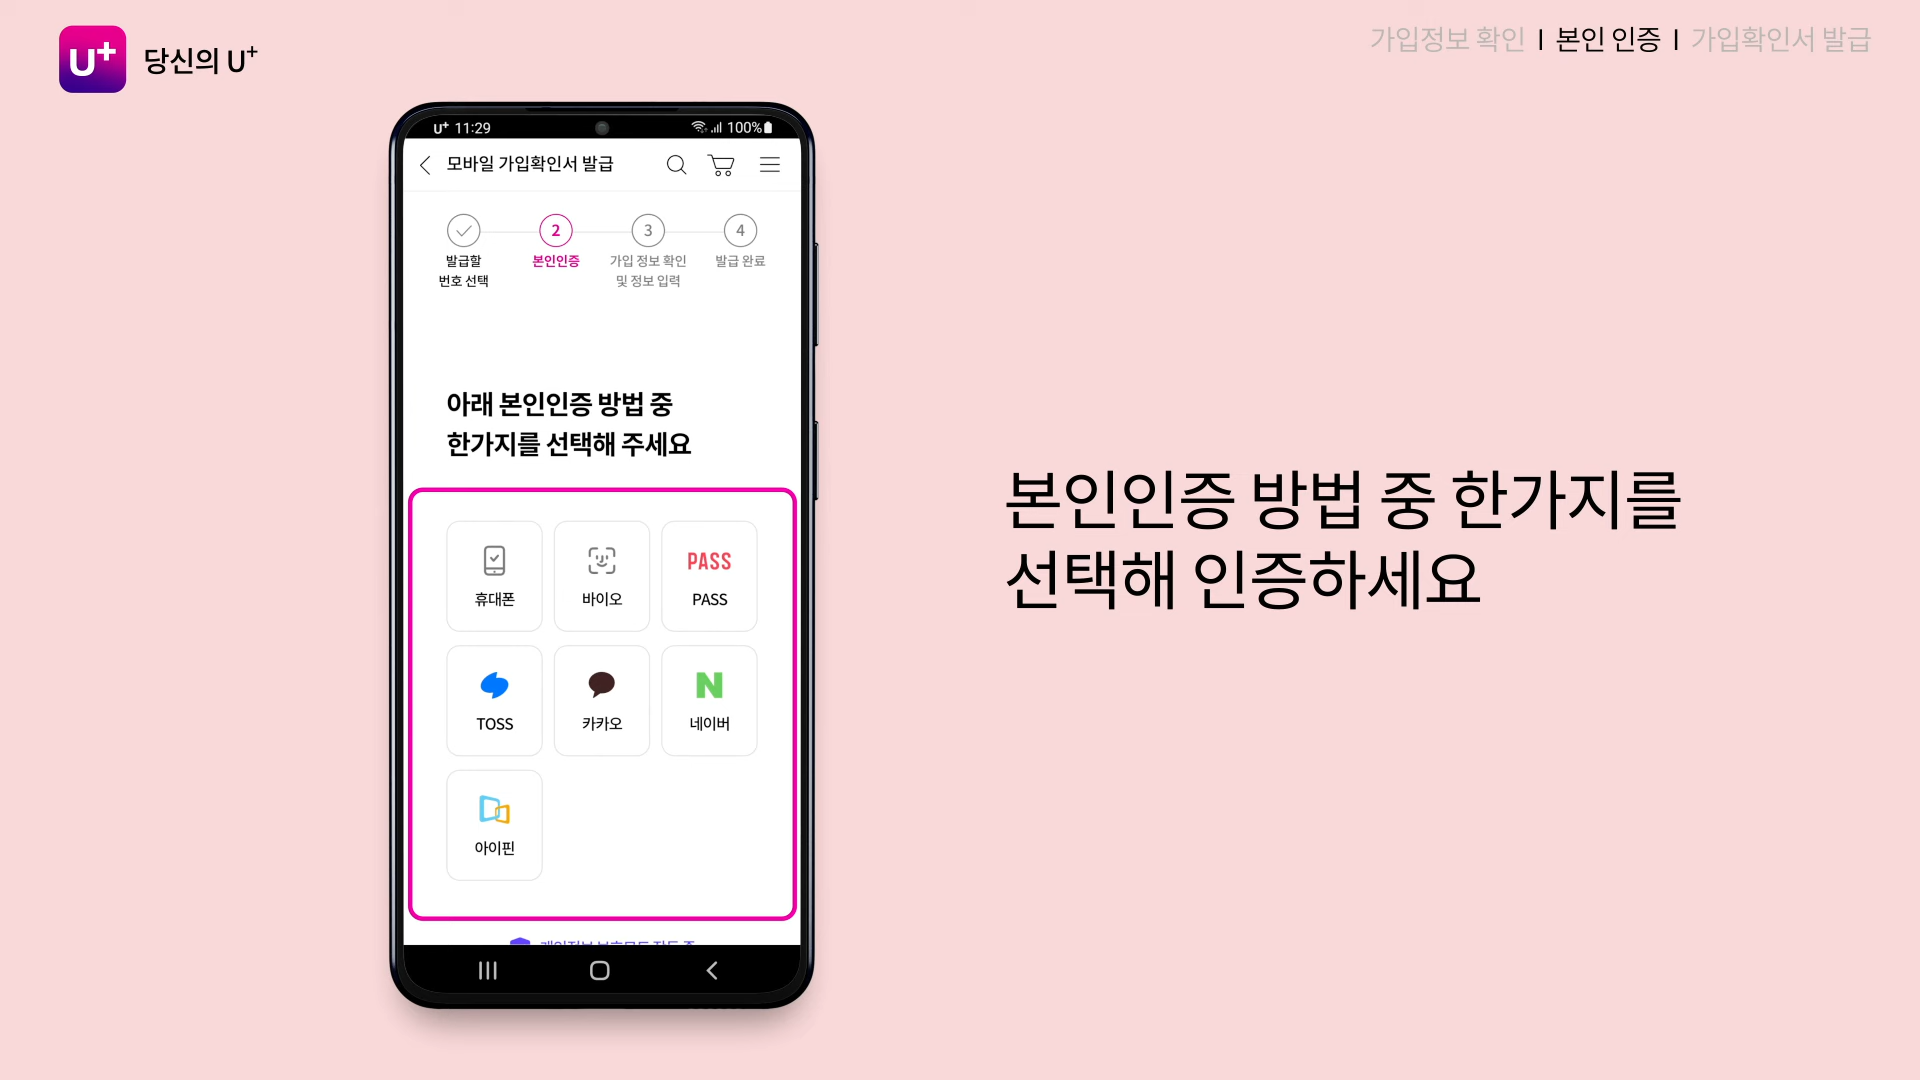 U+ 당신의 U+
가입정보 확인 | 본인 인증 | 가입확인서 발급
U+ 11:29 100%
모바일 가입확인서 발급
2 3 4
발급할 본인인증 가입 정보 확인 발급 완료
번호 선택 및 정보 입력
아래 본인인증 방법 중
한가지를 선택해 주세요
PASS
휴대폰 바이오 PASS
N
TOSS 카카오 네이버
아이핀
본인인증 방법 중 한가지를
선택해 인증하세요